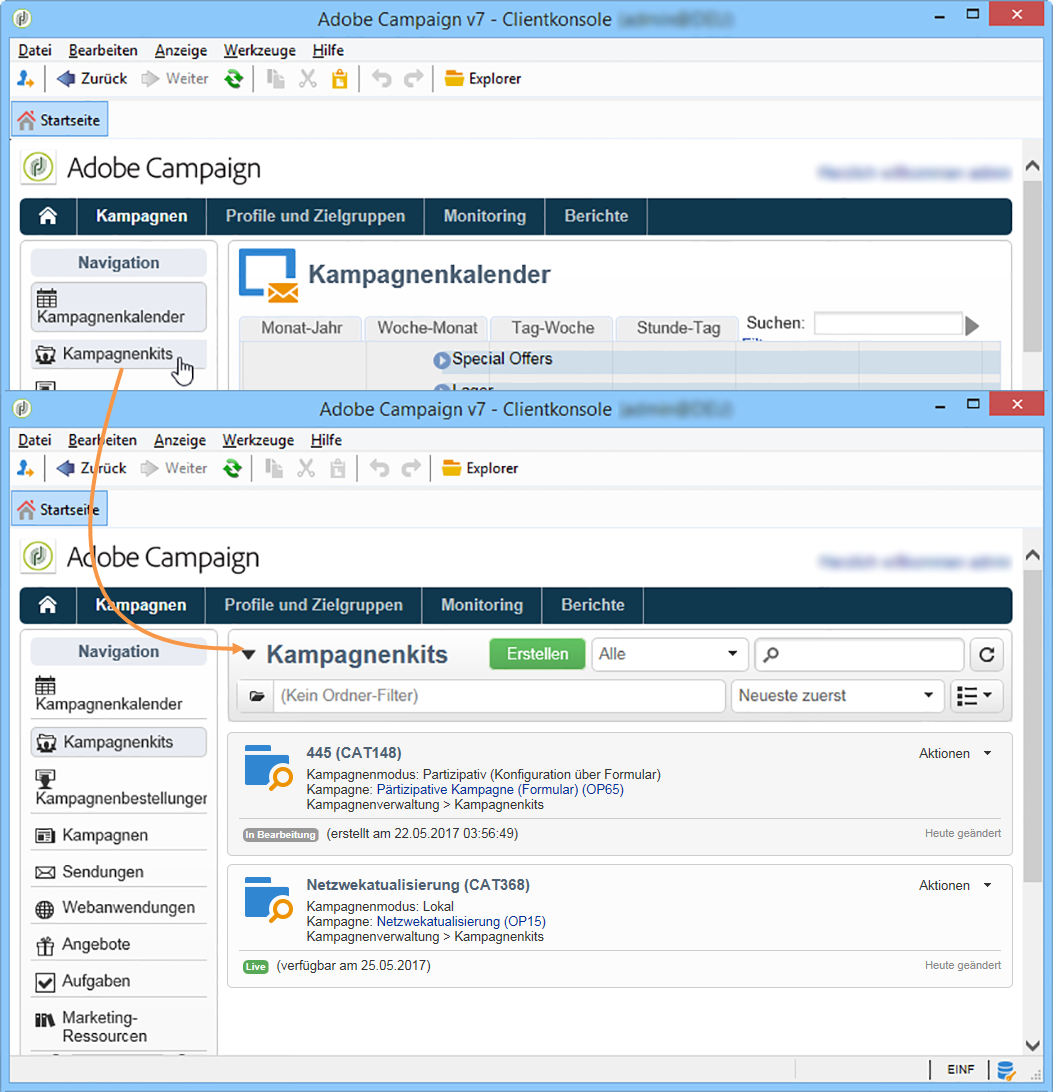 Adobe Campaign v7 - Clientkonsole
Datei Bearbeiten Anzeige Werkzeuge Hilfe
Zurück Weiter Explorer
Startseite
Adobe Campaign
Kampagnen Profile und Zielgruppen Monitoring Berichte
Navigation
Kampagnenkalender
Kampagnenkits
Kampagnenkalender
Monat-Jahr Woche-Monat Tag-Woche Stunde-Tag Suchen:
Special Offers
Lager
Adobe Campaign v7 - Clientkonsole
Datei Bearbeiten Anzeige Werkzeuge Hilfe
Zurück Weiter Explorer
Startseite
Adobe Campaign
Kampagnen Profile und Zielgruppen Monitoring Berichte
Navigation
Kampagnenkalender
Kampagnenkits
Kampagnenbestellunger
Kampagnen
Sendungen
Webanwendungen
Angebote
Aufgaben
Marketing-
Ressourcen
Kampagnenkits Erstellen Alle
(Kein Ordner-Filter) Neueste zuerst
445 (CAT148) Aktionen
Kampagnenmodus: Partizipativ (Konfiguration über Formular)
Kampagne: Pärtizipative Kampagne (Formular) (OP65)
Kampagnenverwaltung > Kampagnenkits
In Bearbeitung (erstellt am 22.05.2017 03:56:49) Heute geändert
Netzwekatualisierung (CAT368) Aktionen
Kampagnenmodus: Lokal
Kampagne: Netzwekatualisierung (OP15)
Kampagnenverwaltung > Kampagnenkits
Live (verfügbar am 25.05.2017) Heute geändert
EINF